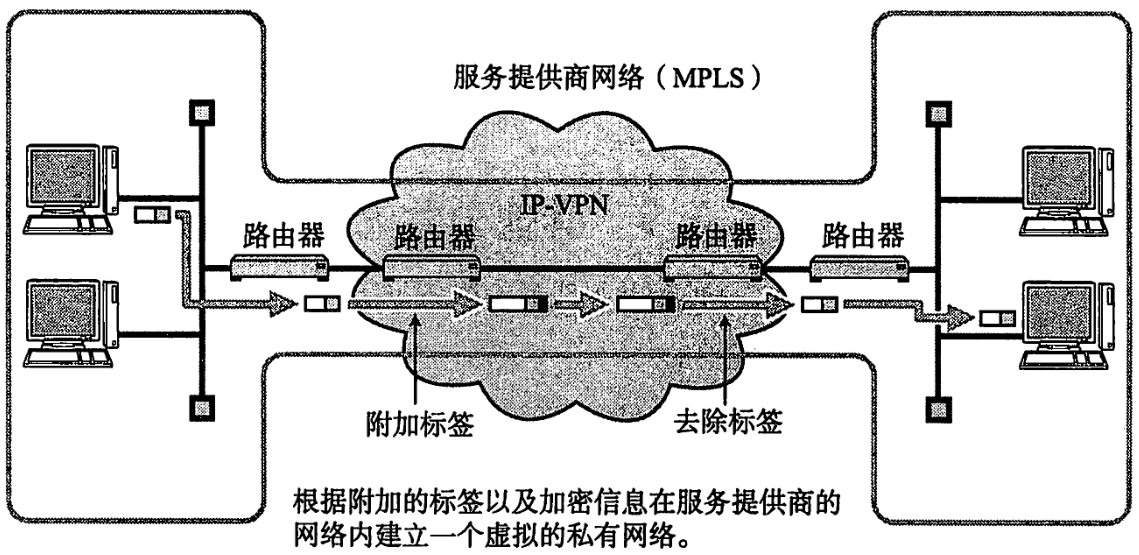 服务提供商网络（MPLS）
IP-VPN
路由器
路由器
路由器
路由器
附加标签
去除标签
根据附加的标签以及加密信息在服务提供商的
网络内建立一个虚拟的私有网络。